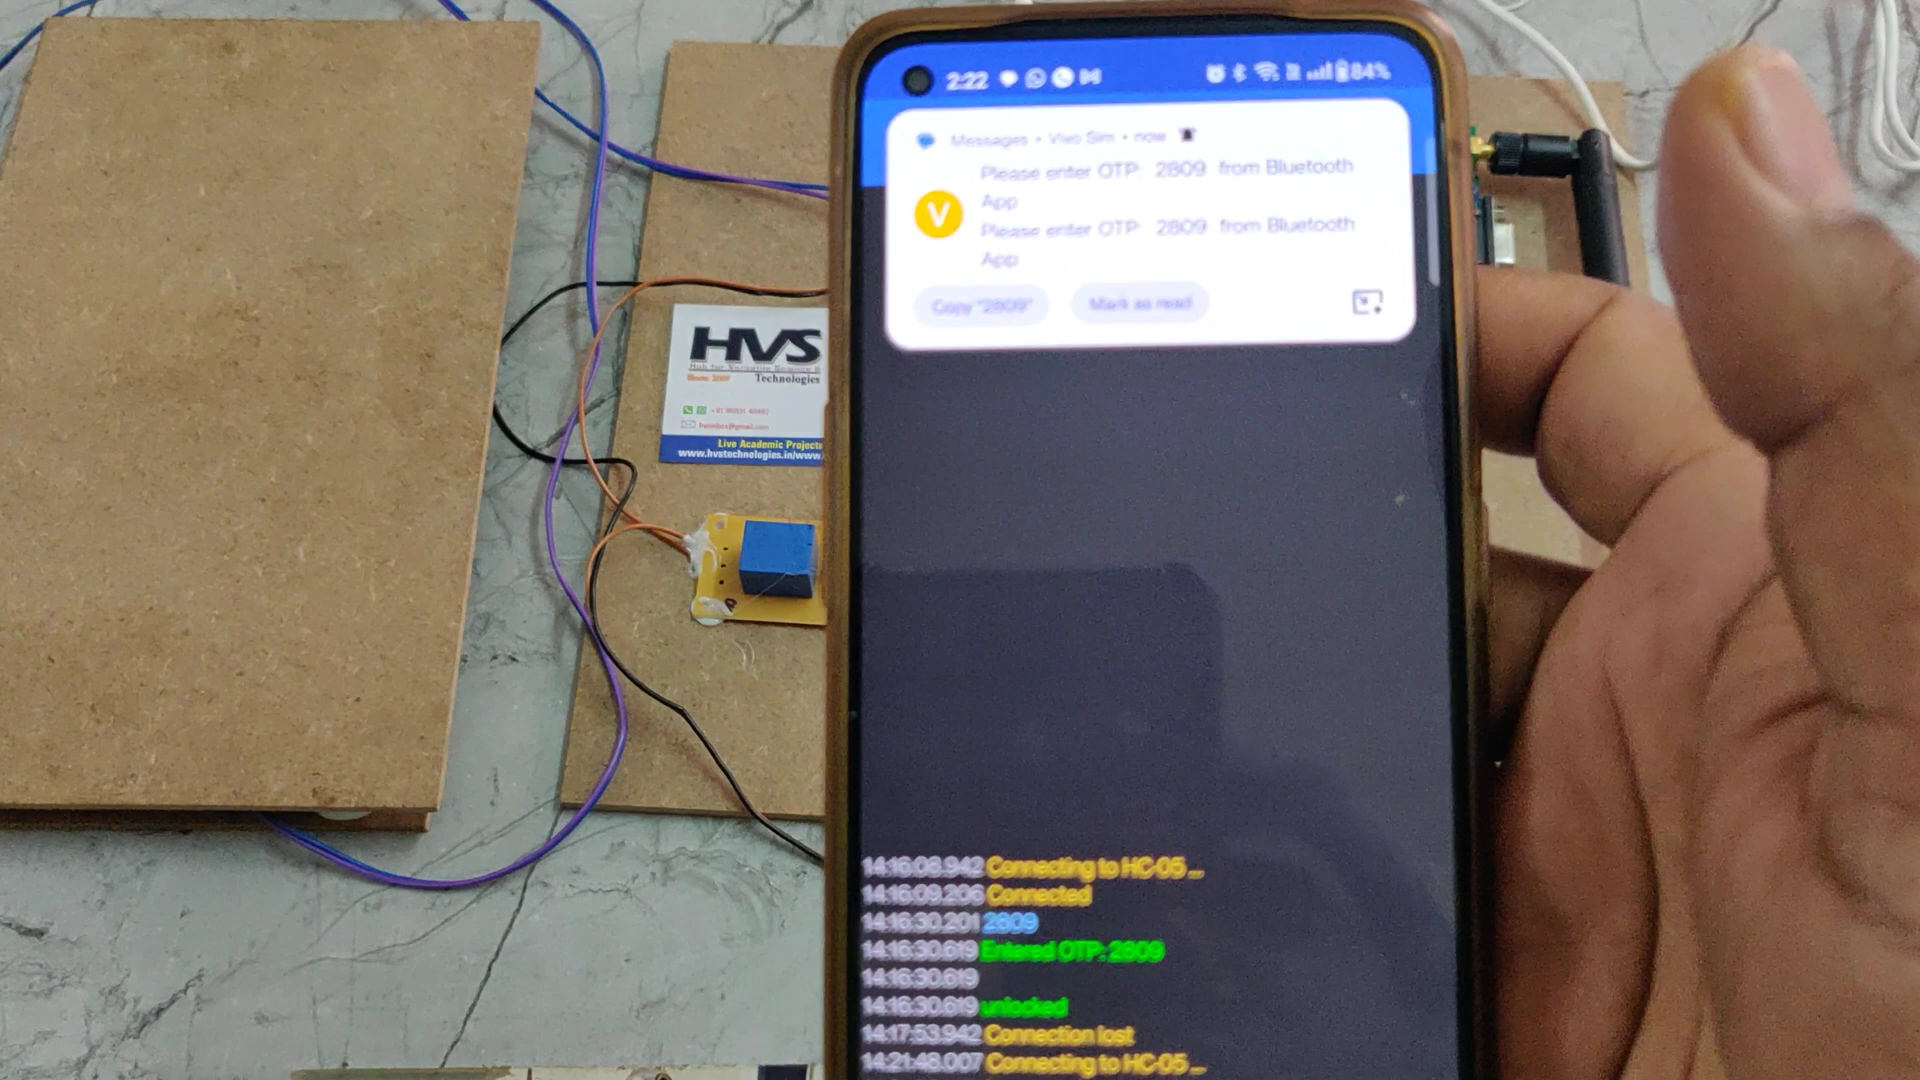 2:22
84%
Messages • Vivo Sim • now
V
Please enter OTP: 2809 from Bluetooth
App
Please enter OTP: 2809 from Bluetooth
App
Copy "2809"
Mark as read
HVS
Technologies
Live Academic Projects
www.hvstechnologies.in/www.
14:16:08.942 Connecting to HC-05 ...
14:16:09.206 Connected
14:16:30.201 2809
14:16:30.619 Entered OTP: 2809
14:16:30.619
14:16:30.619 unlocked
14:17:53.942 Connection lost
14:21:48.007 Connecting to HC-05 ...